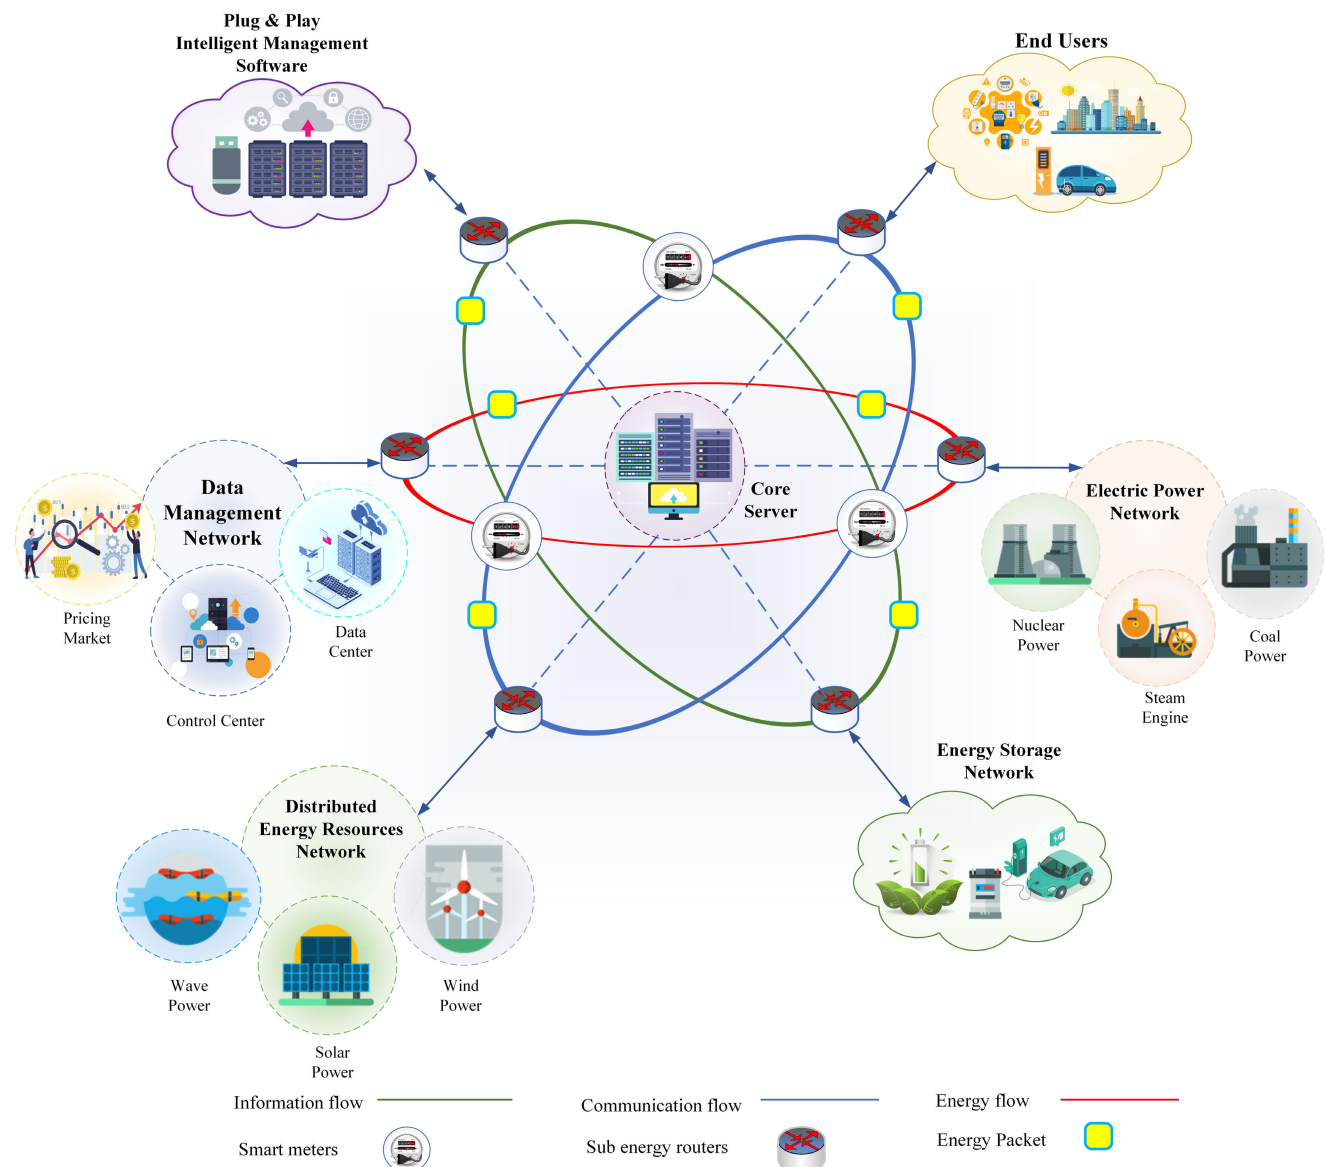 Plug & Play
Intelligent Management
Software
End Users
Core
Server
Data
Management
Network
Pricing
Market
Data
Center
Control Center
Electric Power
Network
Nuclear
Power
Coal
Power
Steam
Engine
Energy Storage
Network
Distributed
Energy Resources
Network
Wave
Power
Wind
Power
Solar
Power
Information flow
Communication flow
Energy flow
Smart meters
Sub energy routers
Energy Packet